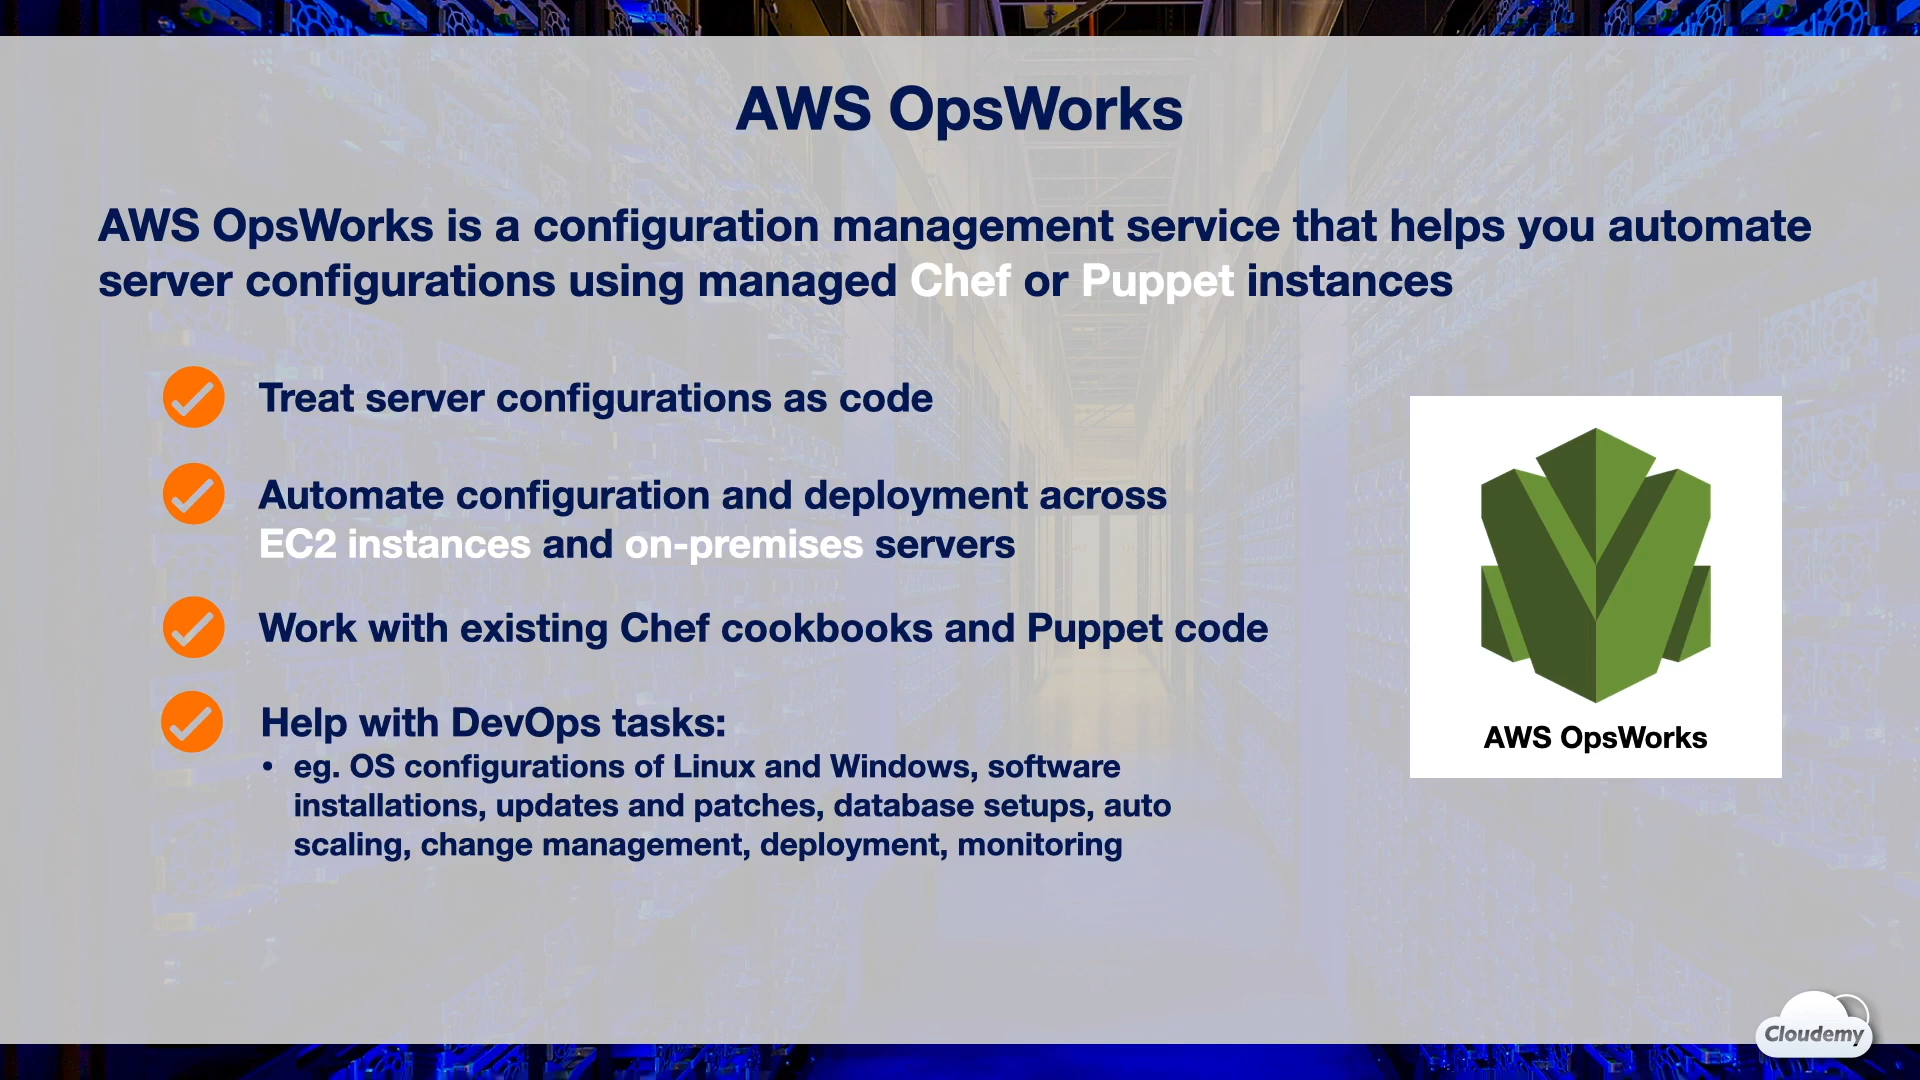 AWS OpsWorks
AWS OpsWorks is a configuration management service that helps you automate
server configurations using managed Chef or Puppet instances
Treat server configurations as code
Automate configuration and deployment across
EC2 instances and on-premises servers
Work with existing Chef cookbooks and Puppet code
Help with DevOps tasks:
• eg. OS configurations of Linux and Windows, software
installations, updates and patches, database setups, auto
scaling, change management, deployment, monitoring
AWS OpsWorks
Cloudemy